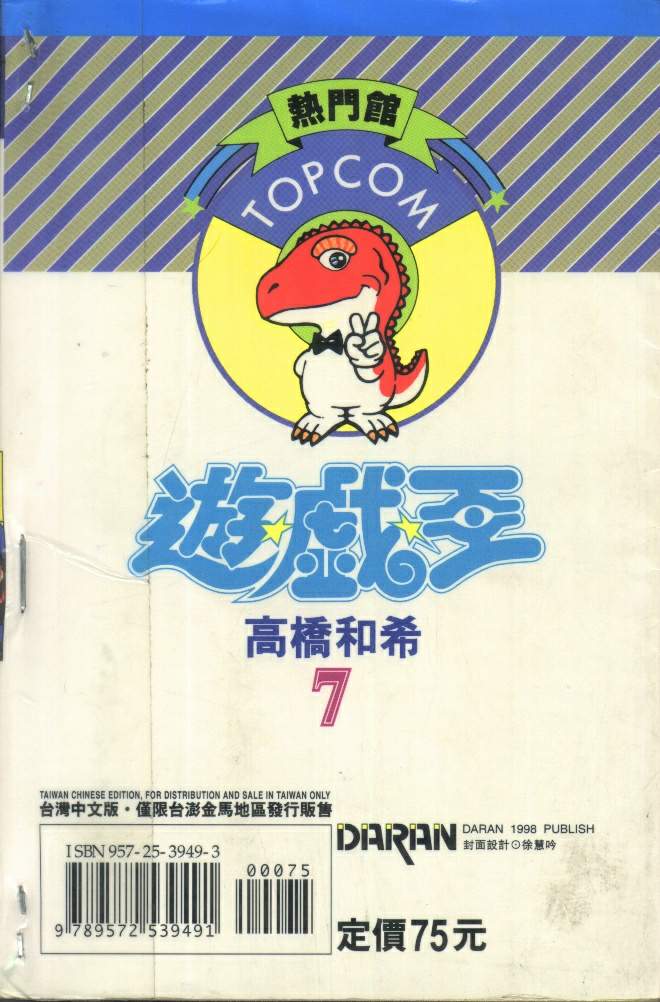 熱門館
TOPCOM
遊戲王
高橋和希
7
TAIWAN CHINESE EDITION, FOR DISTRIBUTION AND SALE IN TAIWAN ONLY
台灣中文版・僅限台澎金馬地區發行販售
ISBN 957-25-3949-3
00075
9 789572 539491
DARAN
DARAN 1998 PUBLISH
封面設計⊙徐慧吟
定價75元